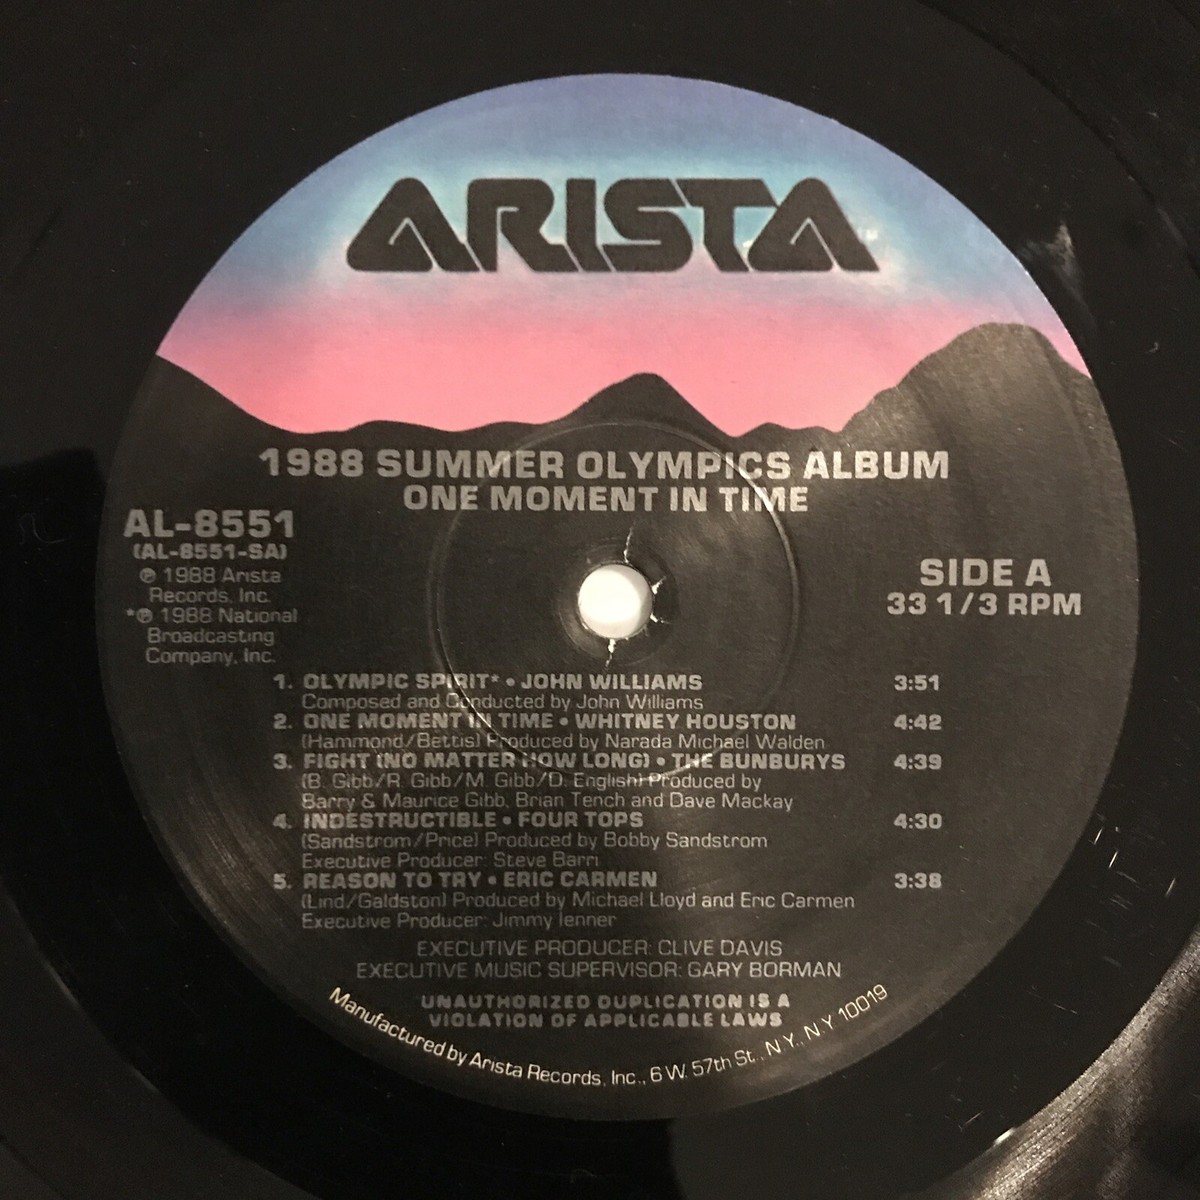 ARISTA
1988 SUMMER OLYMPICS ALBUM
ONE MOMENT IN TIME
AL-8551
(AL-8551-SA)
℗ 1988 Arista
Records, Inc.
*℗ 1988 National
Broadcasting
Company, Inc.
SIDE A
33 1/3 RPM
1. OLYMPIC SPIRIT* • JOHN WILLIAMS 3:51
Composed and Conducted by John Williams
2. ONE MOMENT IN TIME • WHITNEY HOUSTON 4:42
(Hammond/Bettis) Produced by Narada Michael Walden
3. FIGHT (NO MATTER HOW LONG) • THE BUNBURYS 4:39
(B. Gibb/R. Gibb/M. Gibb/D. English) Produced by
Barry & Maurice Gibb, Brian Tench and Dave Mackay
4. INDESTRUCTIBLE • FOUR TOPS 4:30
(Sandstrom/Price) Produced by Bobby Sandstrom
Executive Producer: Steve Barri
5. REASON TO TRY • ERIC CARMEN 3:38
(Lind/Galdston) Produced by Michael Lloyd and Eric Carmen
Executive Producer: Jimmy Ienner
EXECUTIVE PRODUCER: CLIVE DAVIS
EXECUTIVE MUSIC SUPERVISOR: GARY BORMAN
UNAUTHORIZED DUPLICATION IS A
VIOLATION OF APPLICABLE LAWS
Manufactured by Arista Records, Inc., 6 W. 57th St., N.Y., N.Y. 10019